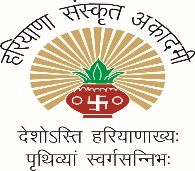 हरियाणा संस्कृत अकादमी
देशोऽस्ति हरियाणाख्यः
पृथिव्यां स्वर्गसन्निभः